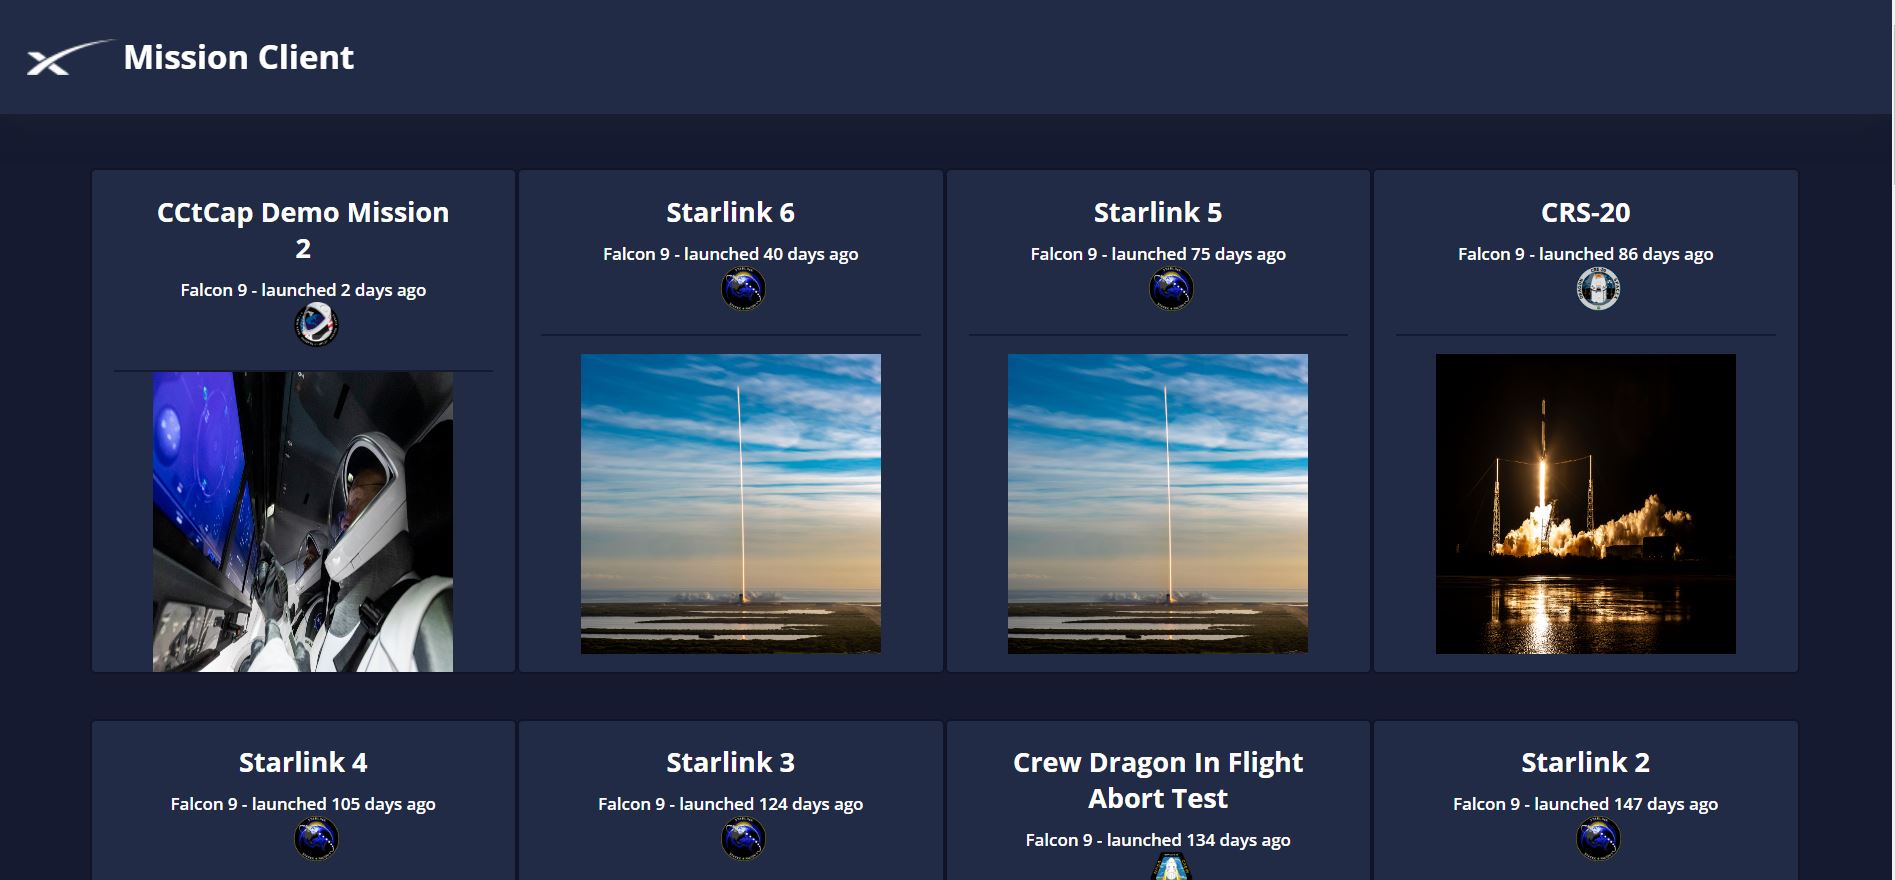 Mission Client
CCtCap Demo Mission
2
Falcon 9 - launched 2 days ago
Starlink 6
Falcon 9 - launched 40 days ago
Starlink 5
Falcon 9 - launched 75 days ago
CRS-20
Falcon 9 - launched 86 days ago
Starlink 4
Falcon 9 - launched 105 days ago
Starlink 3
Falcon 9 - launched 124 days ago
Crew Dragon In Flight
Abort Test
Falcon 9 - launched 134 days ago
Starlink 2
Falcon 9 - launched 147 days ago